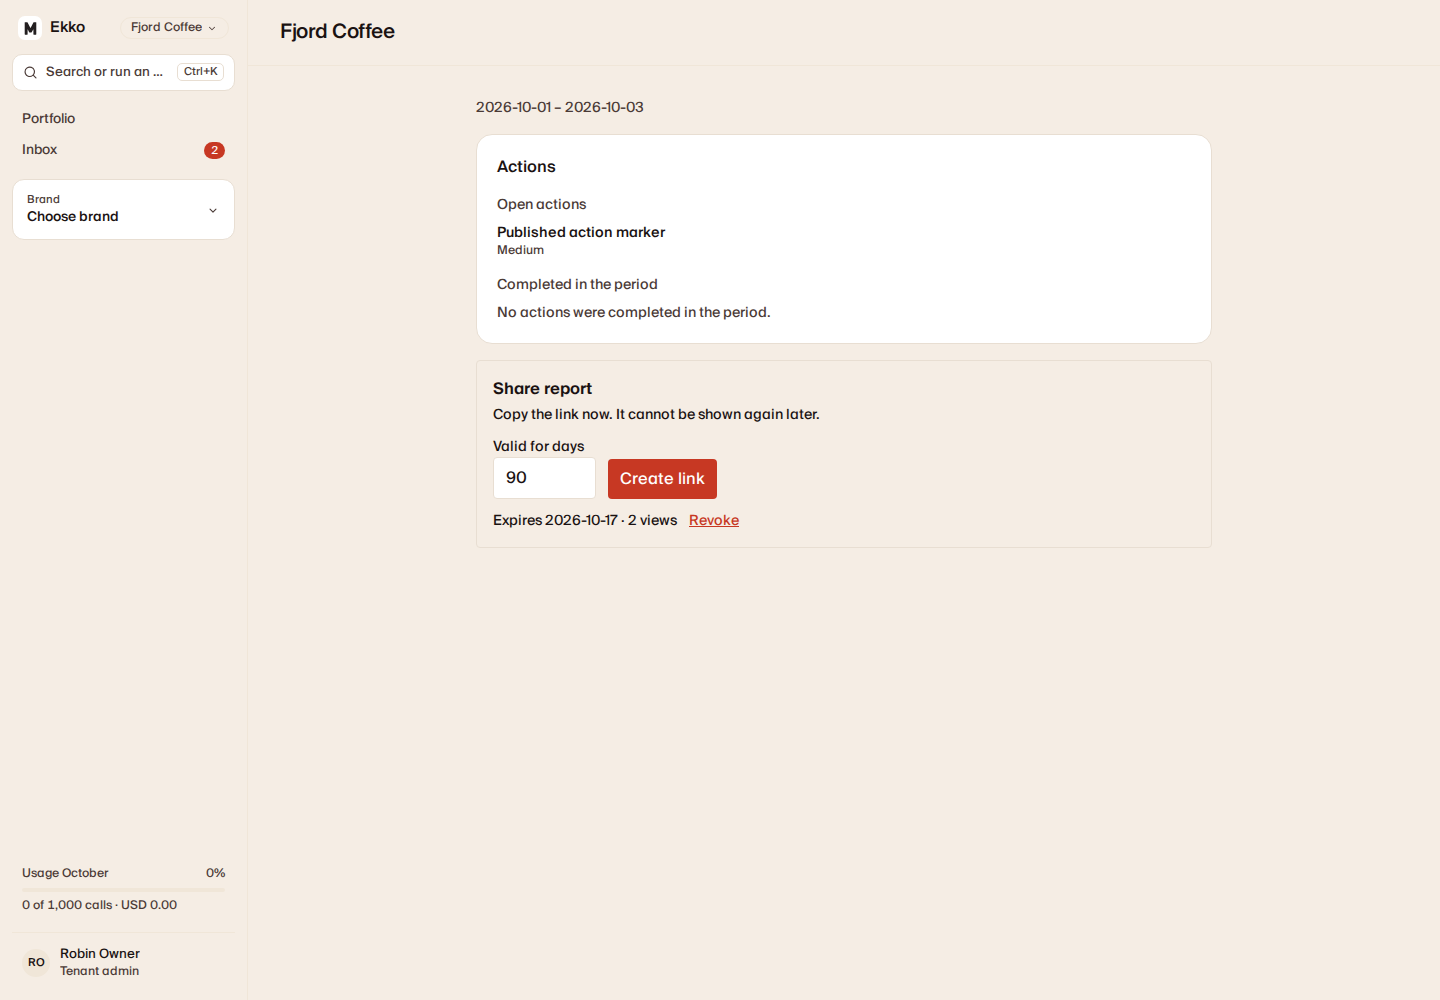 Ekko
Fjord Coffee
Search or run an ...
Ctrl+K
Portfolio
Inbox
2
Brand
Choose brand
Usage October
0%
0 of 1,000 calls · USD 0.00
RO
Robin Owner
Tenant admin
Fjord Coffee
2026-10-01 – 2026-10-03
Actions
Open actions
Published action marker
Medium
Completed in the period
No actions were completed in the period.
Share report
Copy the link now. It cannot be shown again later.
Valid for days
90
Create link
Expires 2026-10-17 · 2 views
Revoke